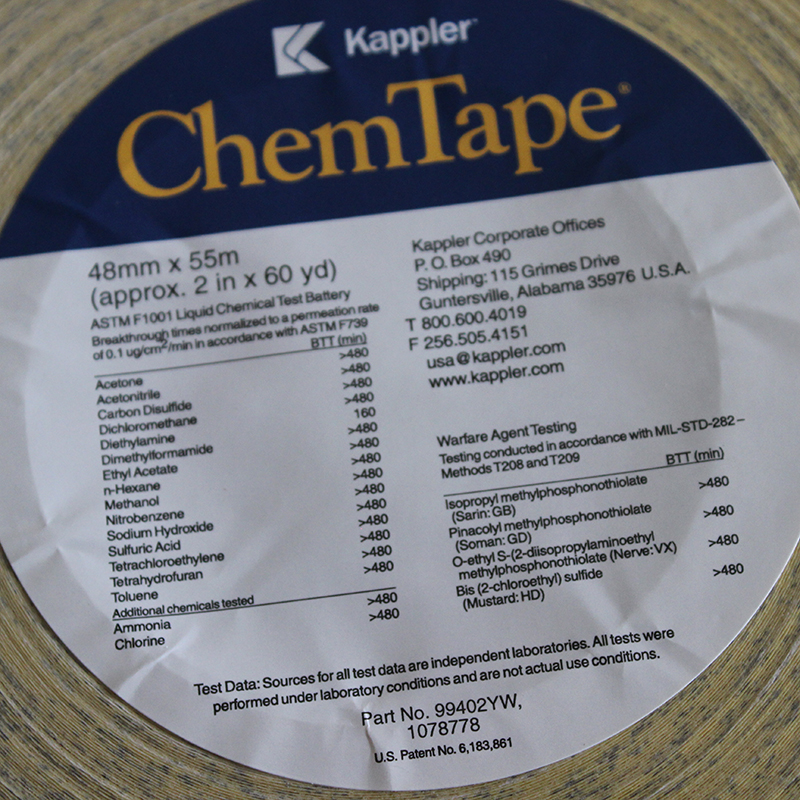 Kappler™
ChemTape®
48mm x 55m
(approx. 2 in x 60 yd)
ASTM F1001 Liquid Chemical Test Battery
Breakthrough times normalized to a permeation rate
of 0.1 ug/cm²/min in accordance with ASTM F739
BTT (min)
Acetone >480
Acetonitrile >480
Carbon Disulfide >480
Dichloromethane >480
Diethylamine 160
Dimethylformamide >480
Ethyl Acetate >480
n-Hexane >480
Methanol >480
Nitrobenzene >480
Sodium Hydroxide >480
Sulfuric Acid >480
Tetrachloroethylene >480
Tetrahydrofuran >480
Toluene >480
Additional chemicals tested
Ammonia >480
Chlorine >480
Kappler Corporate Offices
P. O. Box 490
Shipping: 115 Grimes Drive
Guntersville, Alabama 35976 U.S.A.
T 800.600.4019
F 256.505.4151
usa@kappler.com
www.kappler.com
Warfare Agent Testing
Testing conducted in accordance with MIL-STD-282 –
Methods T208 and T209
BTT (min)
Isopropyl methylphosphonothiolate >480
(Sarin: GB)
Pinacolyl methylphosphonothiolate >480
(Soman: GD)
O-ethyl S-(2-diisopropylaminoethyl >480
methylphosphonothiolate (Nerve: VX)
Bis (2-chloroethyl) sulfide >480
(Mustard: HD)
Test Data: Sources for all test data are independent laboratories. All tests were
performed under laboratory conditions and are not actual use conditions.
Part No. 99402YW,
1078778
U.S. Patent No. 6,183,861